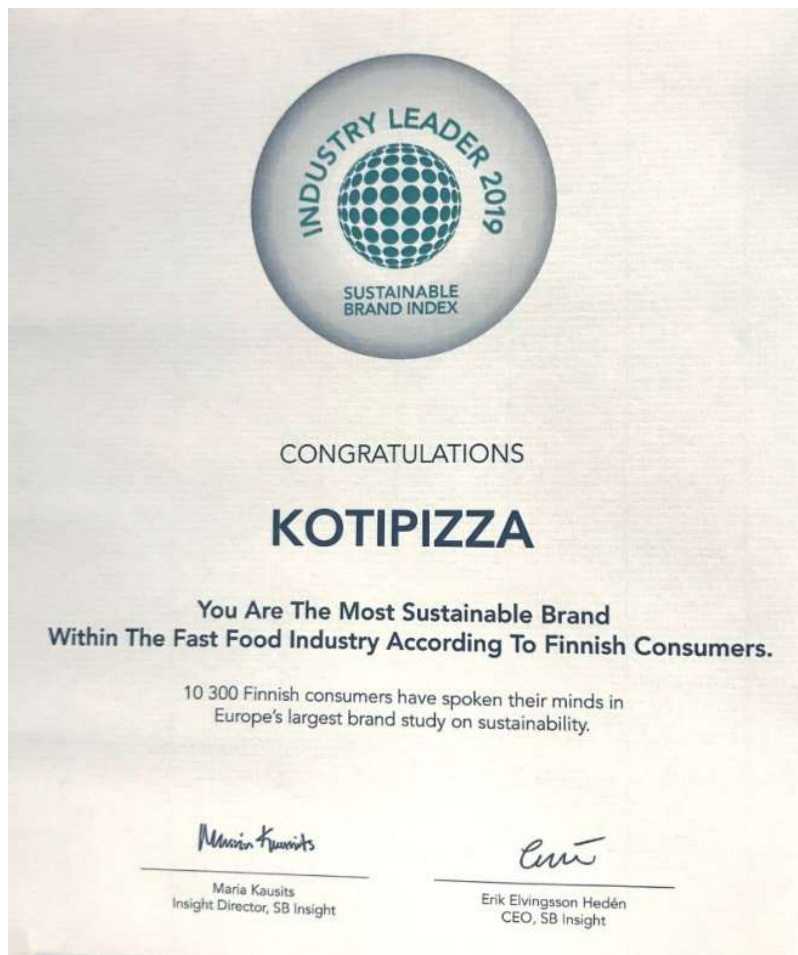 INDUSTRY LEADER 2019
SUSTAINABLE
BRAND INDEX
CONGRATULATIONS
KOTIPIZZA
You Are The Most Sustainable Brand
Within The Fast Food Industry According To Finnish Consumers.
10 300 Finnish consumers have spoken their minds in
Europe's largest brand study on sustainability.
Maria Kausits
Insight Director, SB Insight
Erik Elvingsson Hedén
CEO, SB Insight